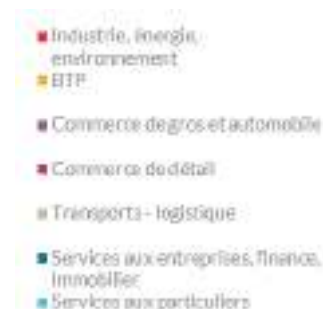 Industrie, énergie,
environnement
BTP
Commerce de gros et automobile
Commerce de détail
Transports - logistique
Services aux entreprises, finance,
immobilier
Services aux particuliers